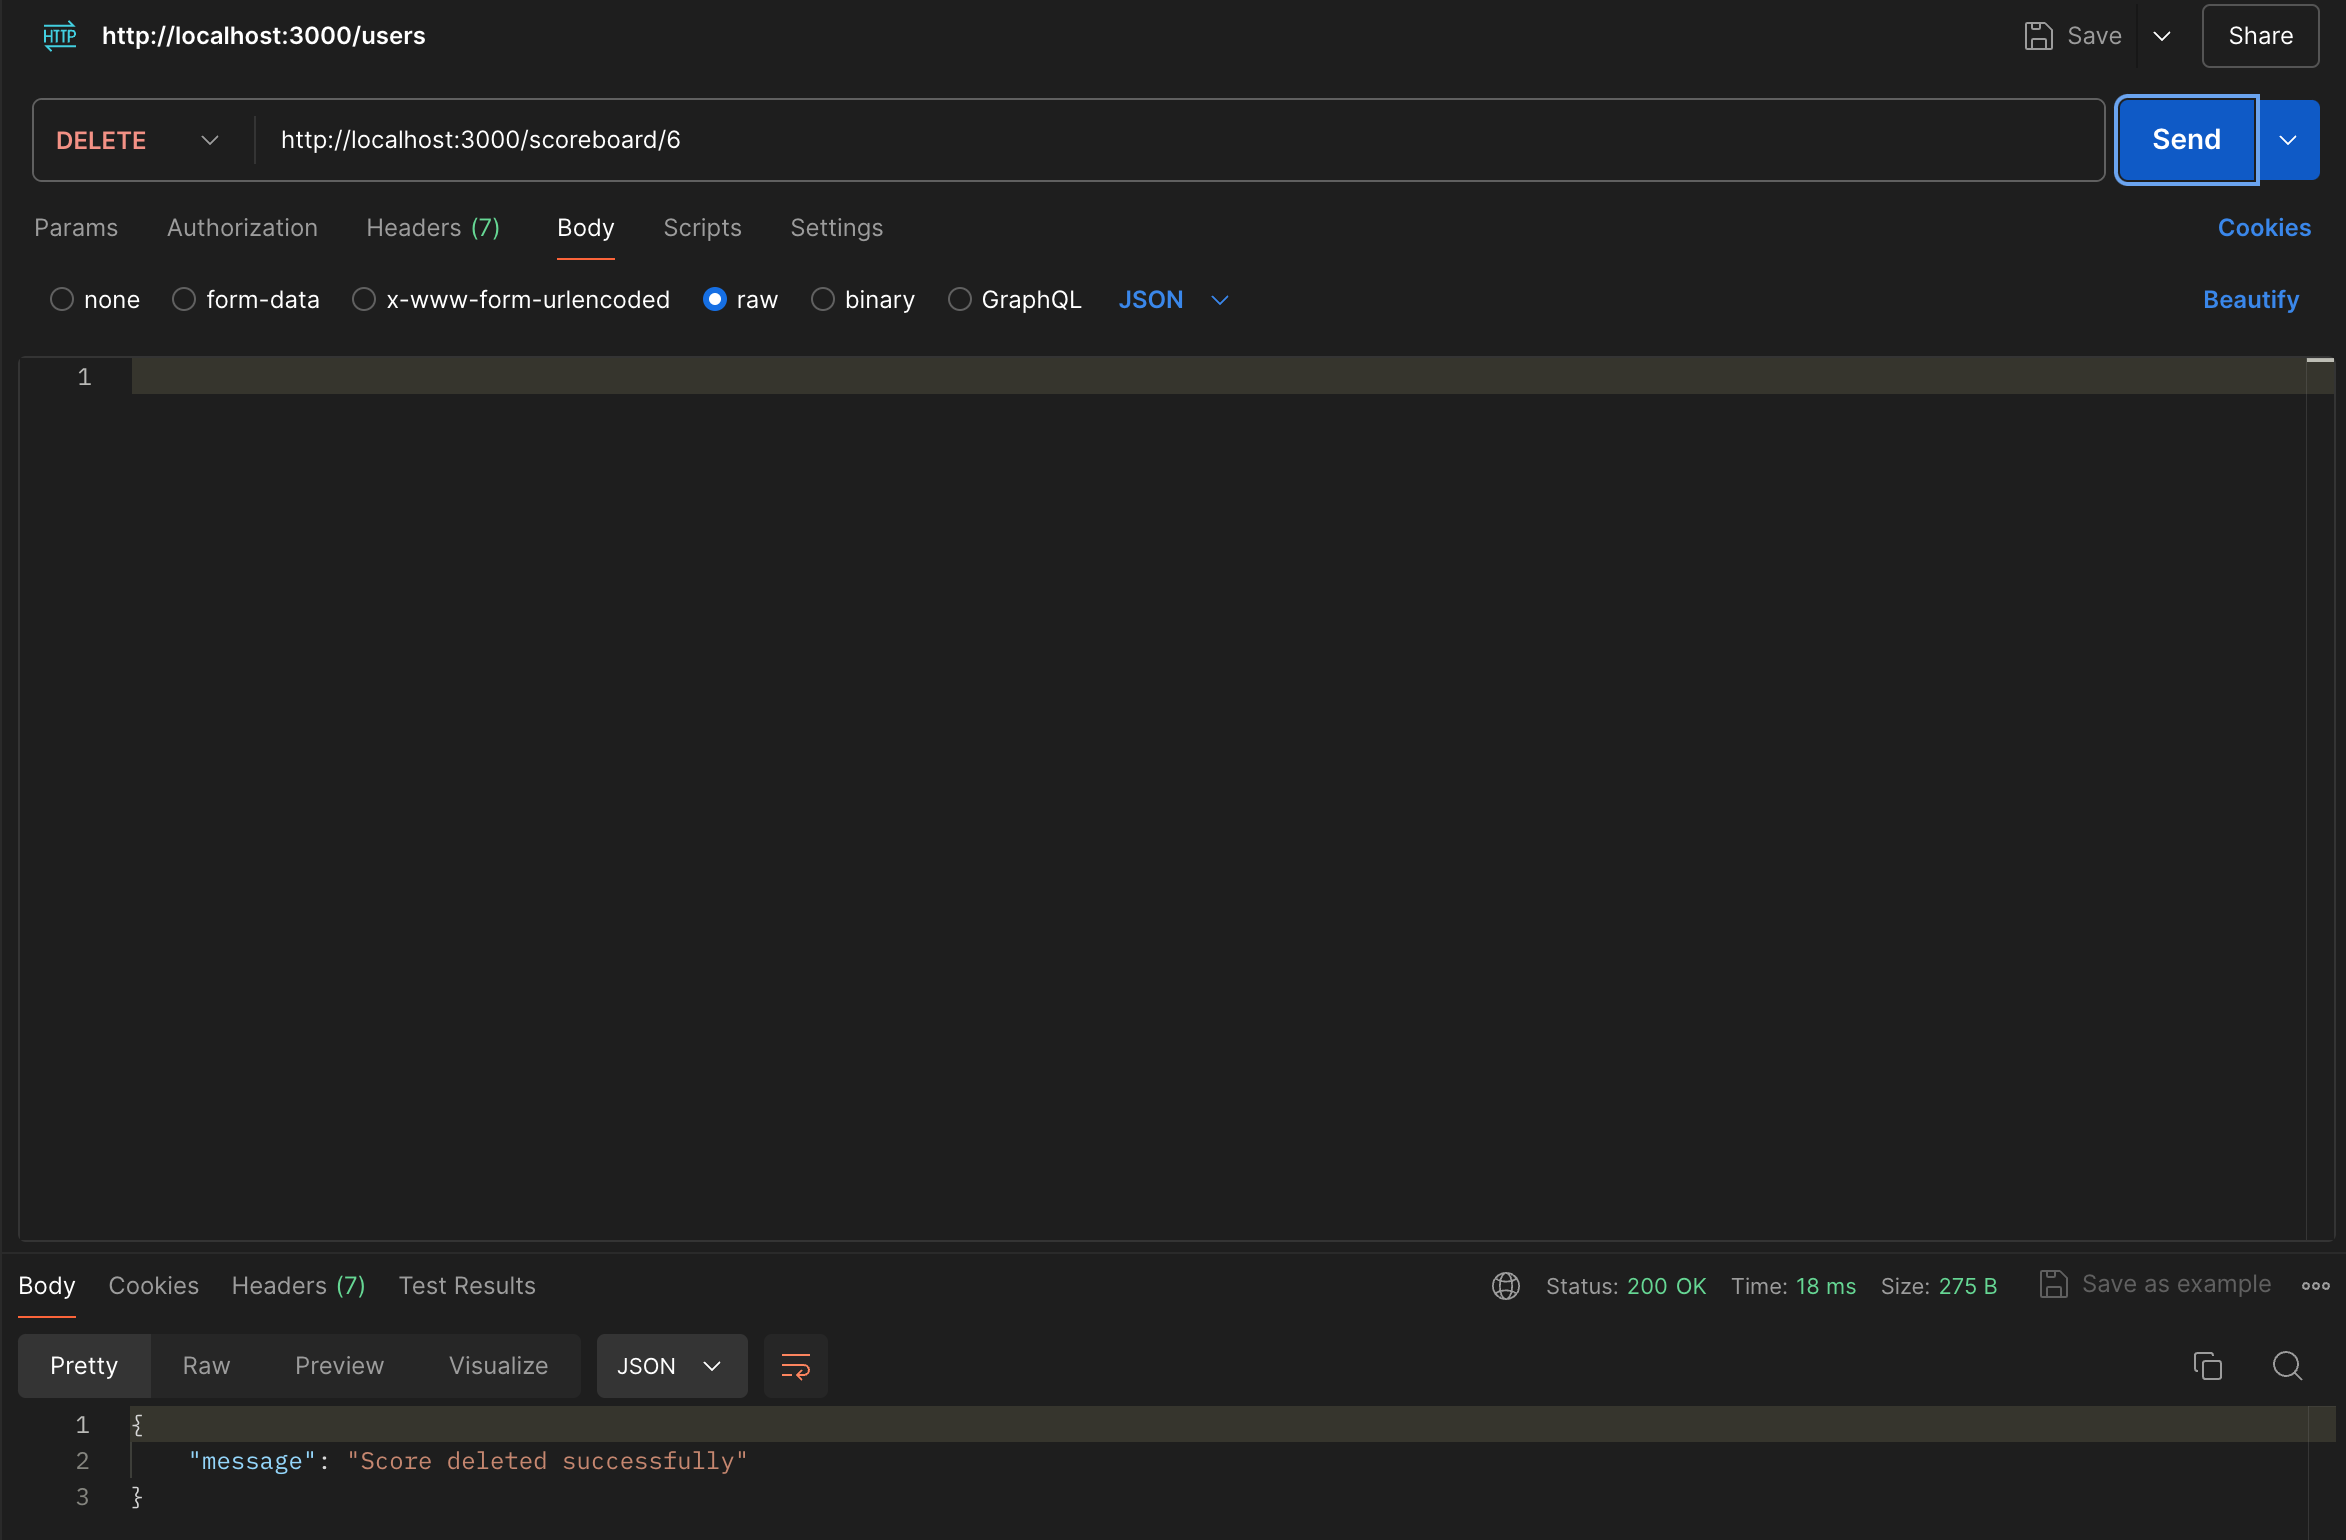 HTTP http://localhost:3000/users Save Share
DELETE http://localhost:3000/scoreboard/6 Send
Params Authorization Headers (7) Body Scripts Settings Cookies
none form-data x-www-form-urlencoded raw binary GraphQL JSON Beautify
1
Body Cookies Headers (7) Test Results Status: 200 OK Time: 18 ms Size: 275 B Save as example
Pretty Raw Preview Visualize JSON
1 {
2 "message": "Score deleted successfully"
3 }